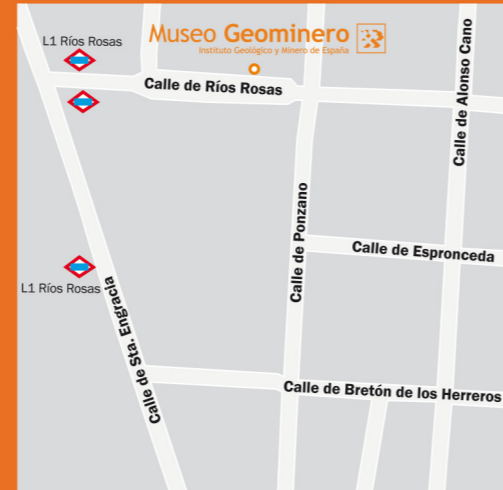 L1 Ríos Rosas
Museo Geominero
Instituto Geológico y Minero de España
Calle de Ríos Rosas
Calle de Alonso Cano
Calle de Ponzano
Calle de Espronceda
L1 Ríos Rosas
Calle de Sta. Engracia
Calle de Bretón de los Herreros